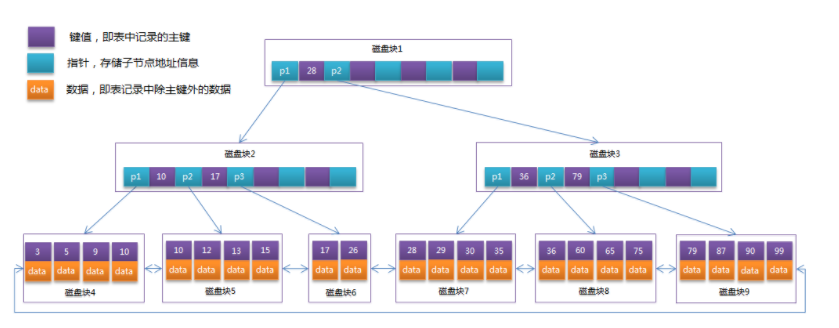 键值，即表中记录的主键
指针，存储子节点地址信息
data 数据，即表记录中除主键外的数据
磁盘块1
p1 28 p2
磁盘块2
p1 10 p2 17 p3
磁盘块3
p1 36 p2 79 p3
3 5 9 10
data data data data
磁盘块4
10 12 13 15
data data data data
磁盘块5
17 26
data data
磁盘块6
28 29 30 35
data data data data
磁盘块7
36 60 65 75
data data data data
磁盘块8
79 87 90 99
data data data data
磁盘块9